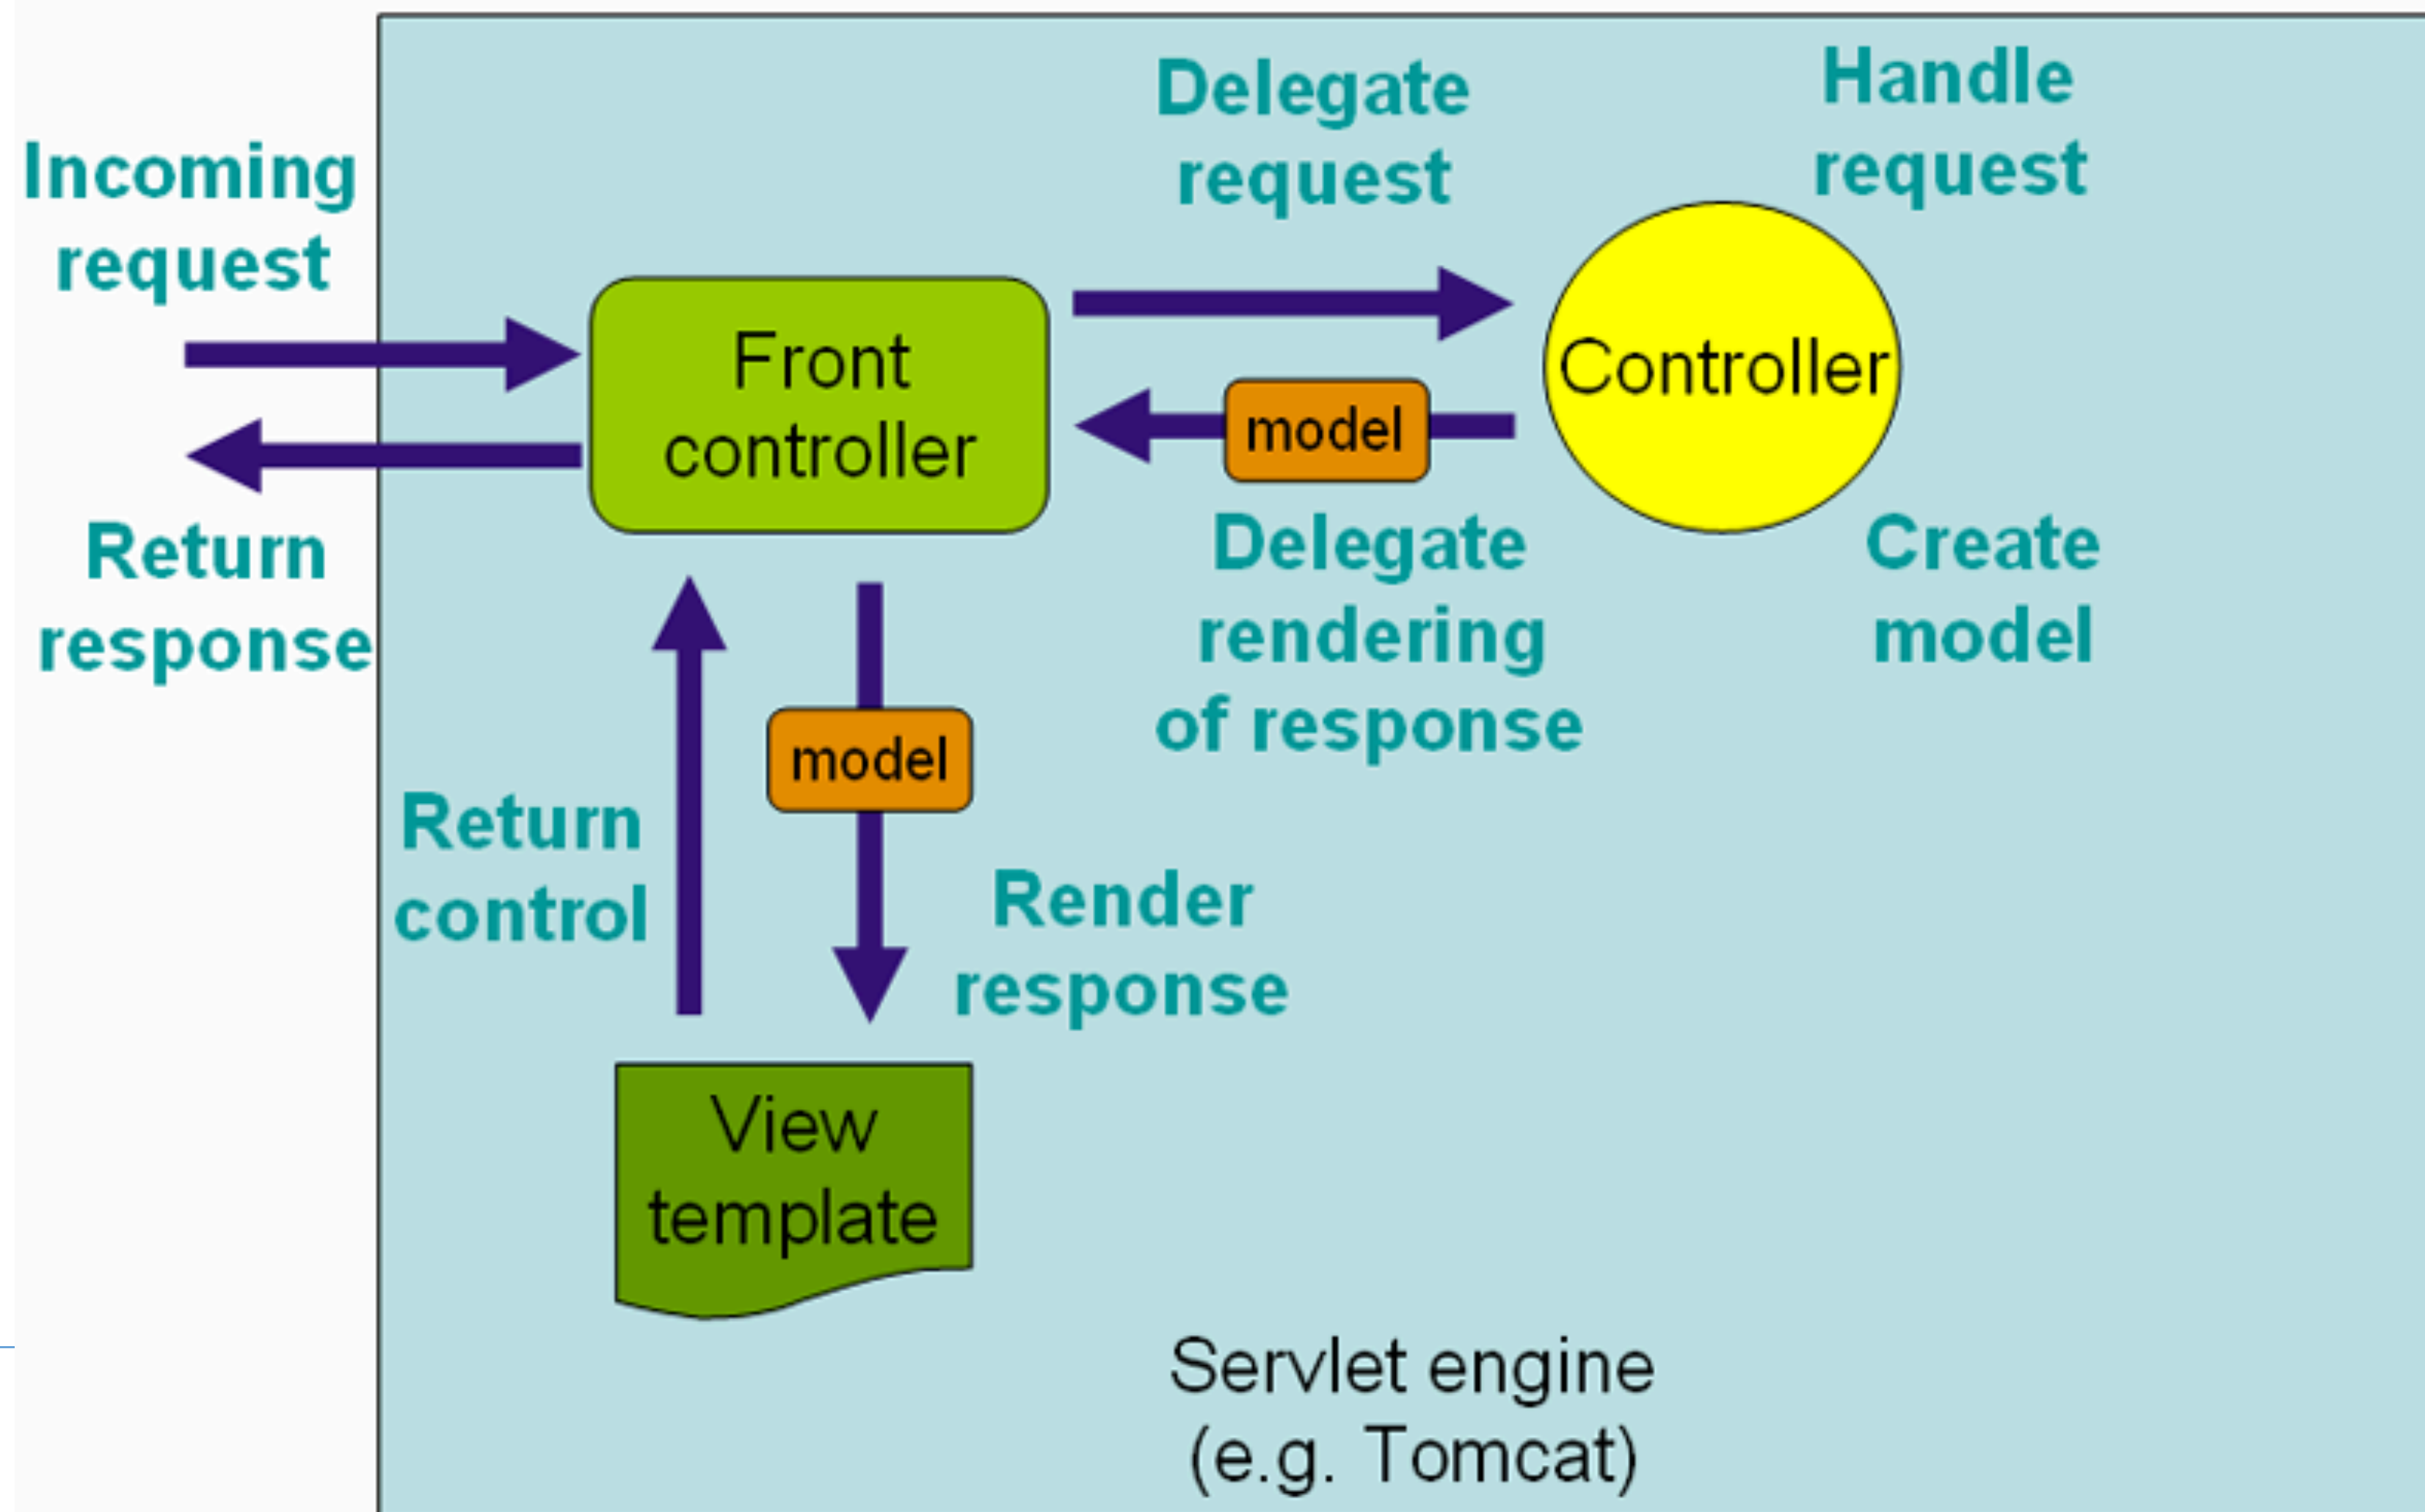 Incoming
request
Return
response
Delegate
request
Handle
request
Front
controller
Controller
model
Delegate
rendering
of response
Create
model
model
Return
control
Render
response
View
template
Servlet engine
(e.g. Tomcat)